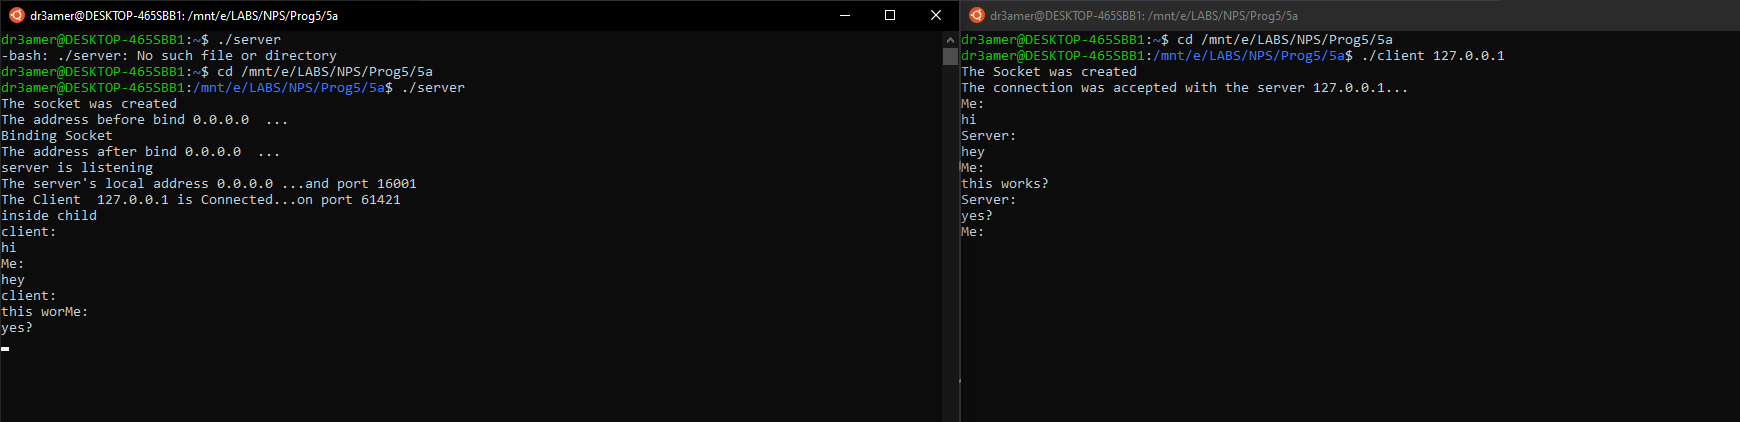 dr3amer@DESKTOP-465SBB1: /mnt/e/LABS/NPS/Prog5/5a
dr3amer@DESKTOP-465SBB1:~$ ./server
-bash: ./server: No such file or directory
dr3amer@DESKTOP-465SBB1:~$ cd /mnt/e/LABS/NPS/Prog5/5a
dr3amer@DESKTOP-465SBB1:/mnt/e/LABS/NPS/Prog5/5a$ ./server
The socket was created
The address before bind 0.0.0.0  ...
Binding Socket
The address after bind 0.0.0.0  ...
server is listening
The server's local address 0.0.0.0 ...and port 16001
The Client  127.0.0.1 is Connected...on port 61421
inside child
client:
hi
Me:
hey
client:
this worMe:
yes?
dr3amer@DESKTOP-465SBB1: /mnt/e/LABS/NPS/Prog5/5a
dr3amer@DESKTOP-465SBB1:~$ cd /mnt/e/LABS/NPS/Prog5/5a
dr3amer@DESKTOP-465SBB1:/mnt/e/LABS/NPS/Prog5/5a$ ./client 127.0.0.1
The Socket was created
The connection was accepted with the server 127.0.0.1...
Me:
hi
Server:
hey
Me:
this works?
Server:
yes?
Me: